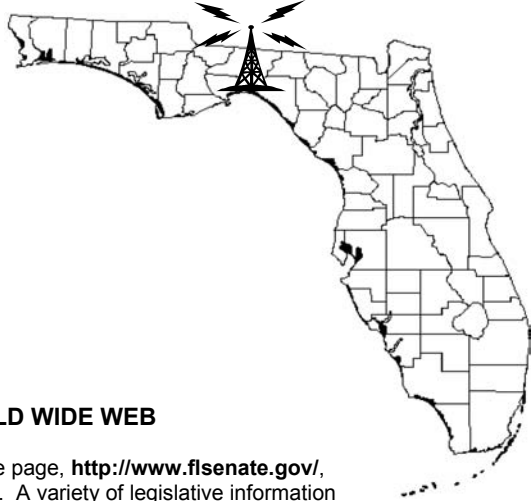 LD WIDE WEB
e page, http://www.flsenate.gov/,
. A variety of legislative information